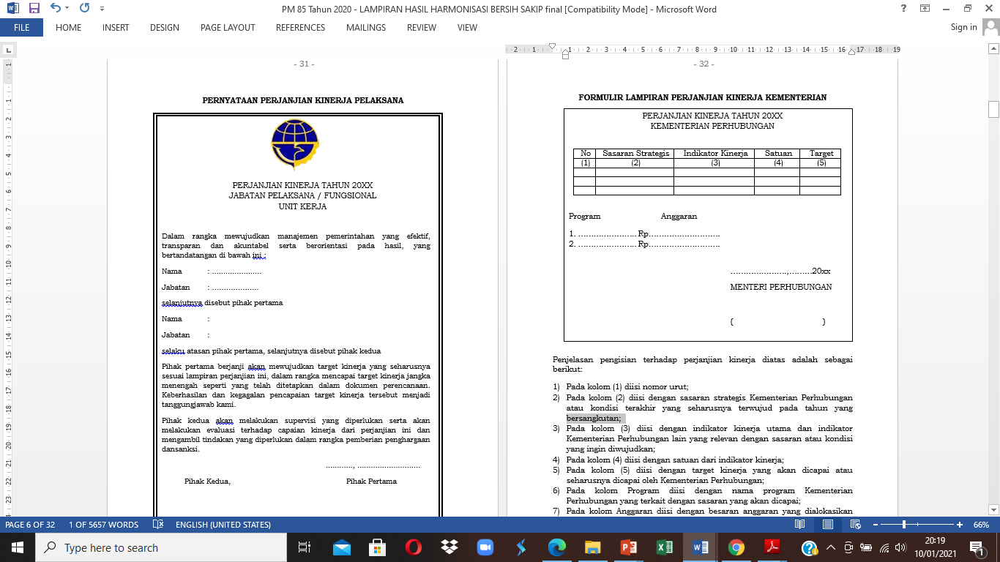 PM 85 Tahun 2020 - LAMPIRAN HASIL HARMONISASI BERSIH SAKIP final [Compatibility Mode] - Microsoft Word
FILE HOME INSERT DESIGN PAGE LAYOUT REFERENCES MAILINGS REVIEW VIEW Sign in
- 31 -
PERNYATAAN PERJANJIAN KINERJA PELAKSANA
PERJANJIAN KINERJA TAHUN 20XX
JABATAN PELAKSANA / FUNGSIONAL
UNIT KERJA
Dalam rangka mewujudkan manajemen pemerintahan yang efektif,
transparan dan akuntabel serta berorientasi pada hasil, yang
bertandatangan di bawah ini :
Nama : ......................
Jabatan : .....................
selanjutnya disebut pihak pertama
Nama :
Jabatan :
selaku atasan pihak pertama, selanjutnya disebut pihak kedua
Pihak pertama berjanji akan mewujudkan target kinerja yang seharusnya
sesuai lampiran perjanjian ini, dalam rangka mencapai target kinerja jangka
menengah seperti yang telah ditetapkan dalam dokumen perencanaan.
Keberhasilan dan kegagalan pencapaian target kinerja tersebut menjadi
tanggungjawab kami.
Pihak kedua akan melakukan supervisi yang diperlukan serta akan
melakukan evaluasi terhadap capaian kinerja dari perjanjian ini dan
mengambil tindakan yang diperlukan dalam rangka pemberian penghargaan
dansanksi.
............, ............................
Pihak Kedua, Pihak Pertama
- 32 -
FORMULIR LAMPIRAN PERJANJIAN KINERJA KEMENTERIAN
PERJANJIAN KINERJA TAHUN 20XX
KEMENTERIAN PERHUBUNGAN
No Sasaran Strategis Indikator Kinerja Satuan Target
(1) (2) (3) (4) (5)
Program Anggaran
1. ....................... Rp............................
2. ....................... Rp............................
......................,.........20xx
MENTERI PERHUBUNGAN
( )
Penjelasan pengisian terhadap perjanjian kinerja diatas adalah sebagai
berikut:
1) Pada kolom (1) diisi nomor urut;
2) Pada kolom (2) diisi dengan sasaran strategis Kementerian Perhubungan
atau kondisi terakhir yang seharusnya terwujud pada tahun yang
bersangkutan;
3) Pada kolom (3) diisi dengan indikator kinerja utama dan indikator
Kementerian Perhubungan lain yang relevan dengan sasaran atau kondisi
yang ingin diwujudkan;
4) Pada kolom (4) diisi dengan satuan dari indikator kinerja;
5) Pada kolom (5) diisi dengan target kinerja yang akan dicapai atau
seharusnya dicapai oleh Kementerian Perhubungan;
6) Pada kolom Program diisi dengan nama program Kementerian
Perhubungan yang terkait dengan sasaran yang akan dicapai;
7) Pada kolom Anggaran diisi dengan besaran anggaran yang dialokasikan
PAGE 6 OF 32 1 OF 5657 WORDS ENGLISH (UNITED STATES) 66%
Type here to search
20:19
10/01/2021